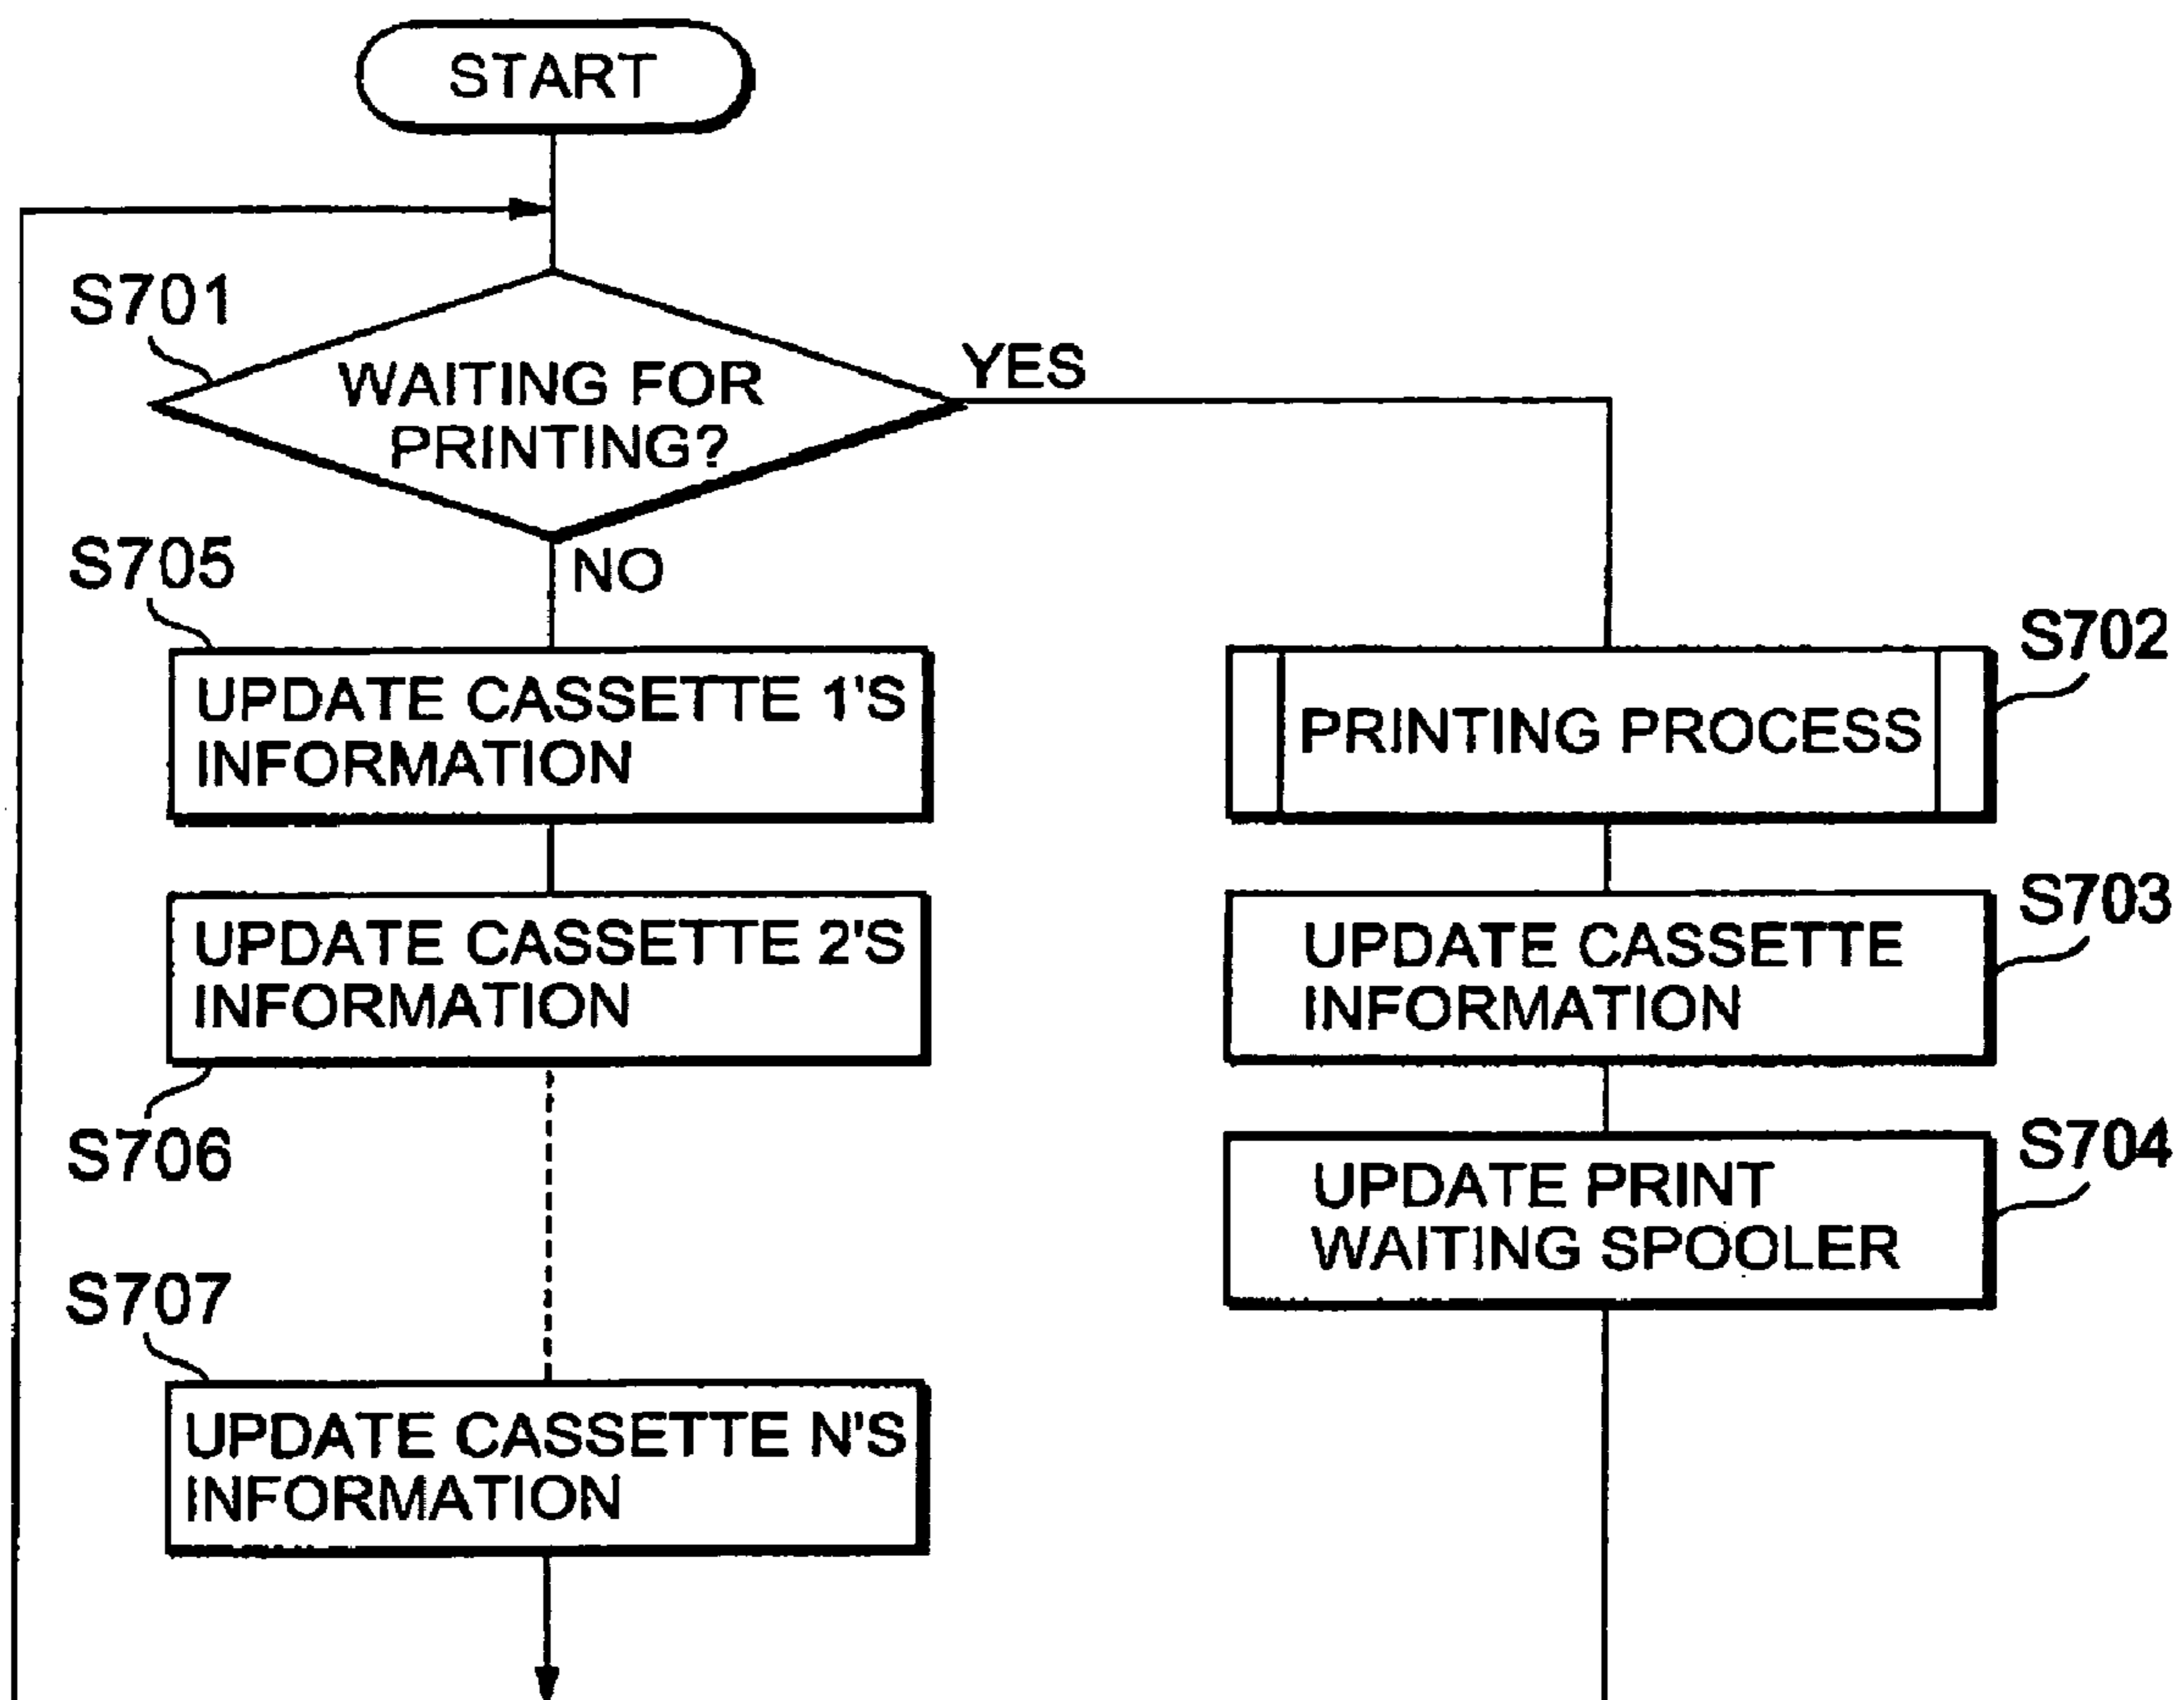 START
S701
WAITING FOR
PRINTING?
YES
NO
S705
UPDATE CASSETTE 1'S
INFORMATION
UPDATE CASSETTE 2'S
INFORMATION
S706
S707
UPDATE CASSETTE N'S
INFORMATION
S702
PRINTING PROCESS
S703
UPDATE CASSETTE
INFORMATION
S704
UPDATE PRINT
WAITING SPOOLER